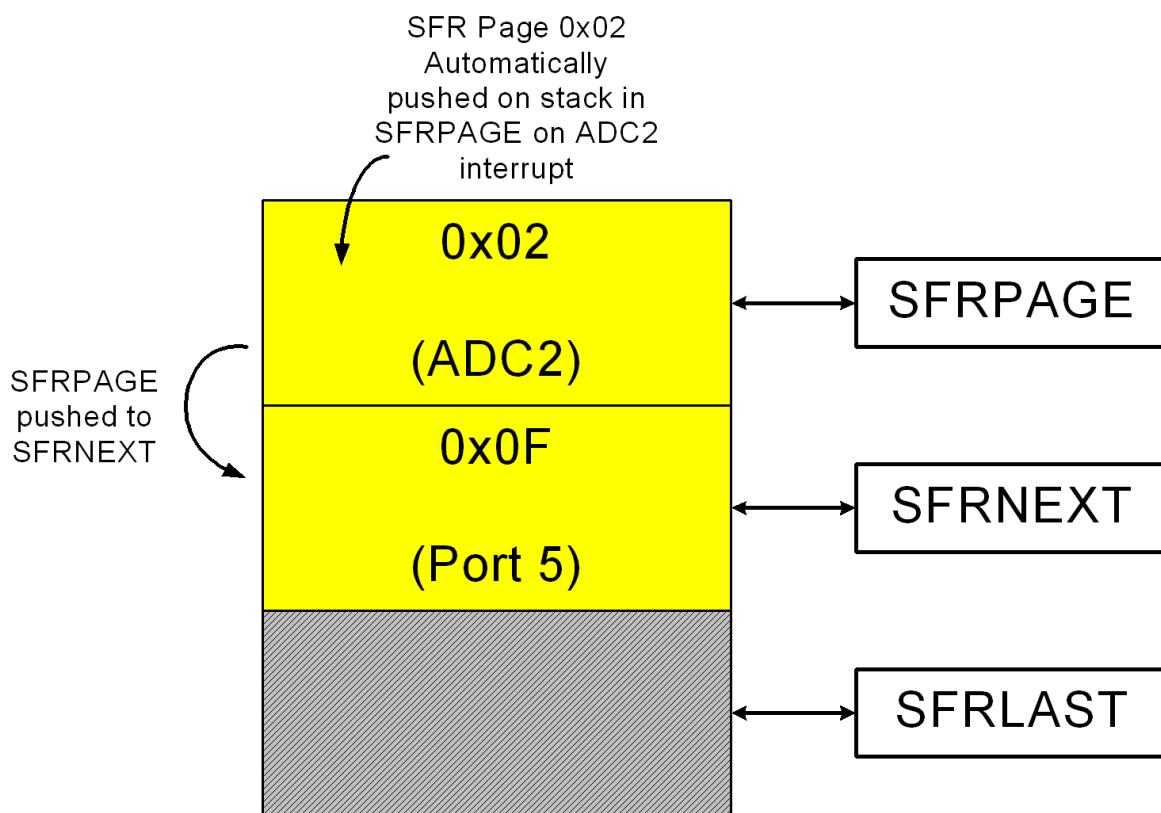 SFR Page 0x02
Automatically
pushed on stack in
SFRPAGE on ADC2
interrupt
0x02
(ADC2)
SFRPAGE
SFRPAGE
pushed to
SFRNEXT
0x0F
(Port 5)
SFRNEXT
SFRLAST